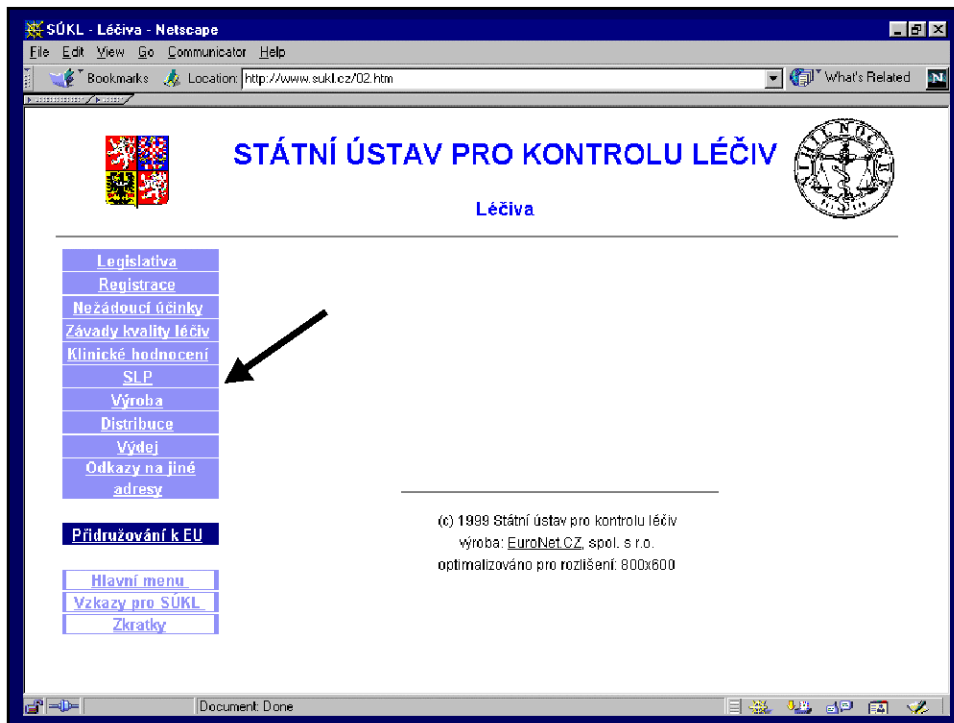 SÚKL - Léčiva - Netscape
File Edit View Go Communicator Help
Bookmarks Location: http://www.sukl.cz/02.htm What's Related N
STÁTNÍ ÚSTAV PRO KONTROLU LÉČIV
Léčiva
Legislativa
Registrace
Nežádoucí účinky
Závady kvality léčiv
Klinické hodnocení
SLP
Výroba
Distribuce
Výdej
Odkazy na jiné
adresy
Přidružování k EU
Hlavní menu
Vzkazy pro SÚKL
Zkratky
(c) 1999 Státní ústav pro kontrolu léčiv
výroba: EuroNet.CZ, spol. s r.o.
optimalizováno pro rozlišení: 800x600
Document: Done